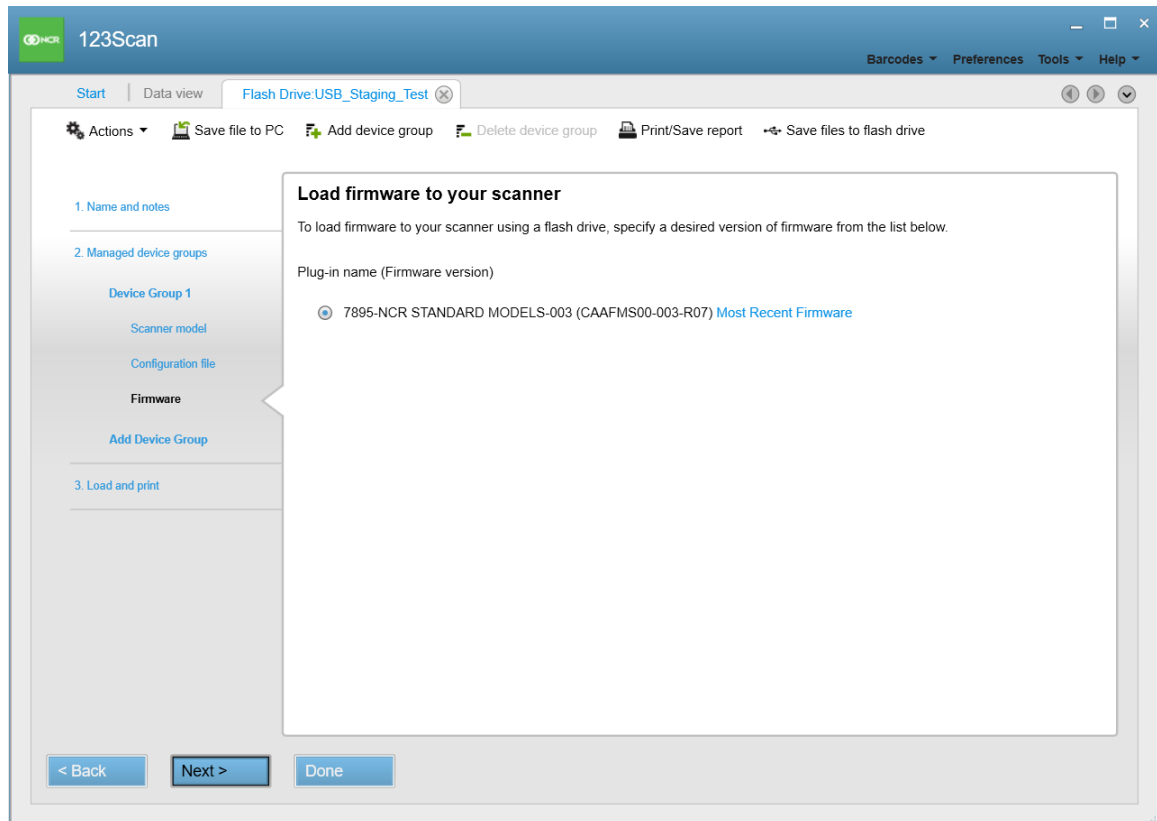 NCR 123Scan
Barcodes Preferences Tools Help
Start Data view Flash Drive:USB_Staging_Test
Actions Save file to PC Add device group Delete device group Print/Save report Save files to flash drive
1. Name and notes
2. Managed device groups
Device Group 1
Scanner model
Configuration file
Firmware
Add Device Group
3. Load and print
Load firmware to your scanner
To load firmware to your scanner using a flash drive, specify a desired version of firmware from the list below.
Plug-in name (Firmware version)
7895-NCR STANDARD MODELS-003 (CAAFMS00-003-R07) Most Recent Firmware
< Back Next > Done